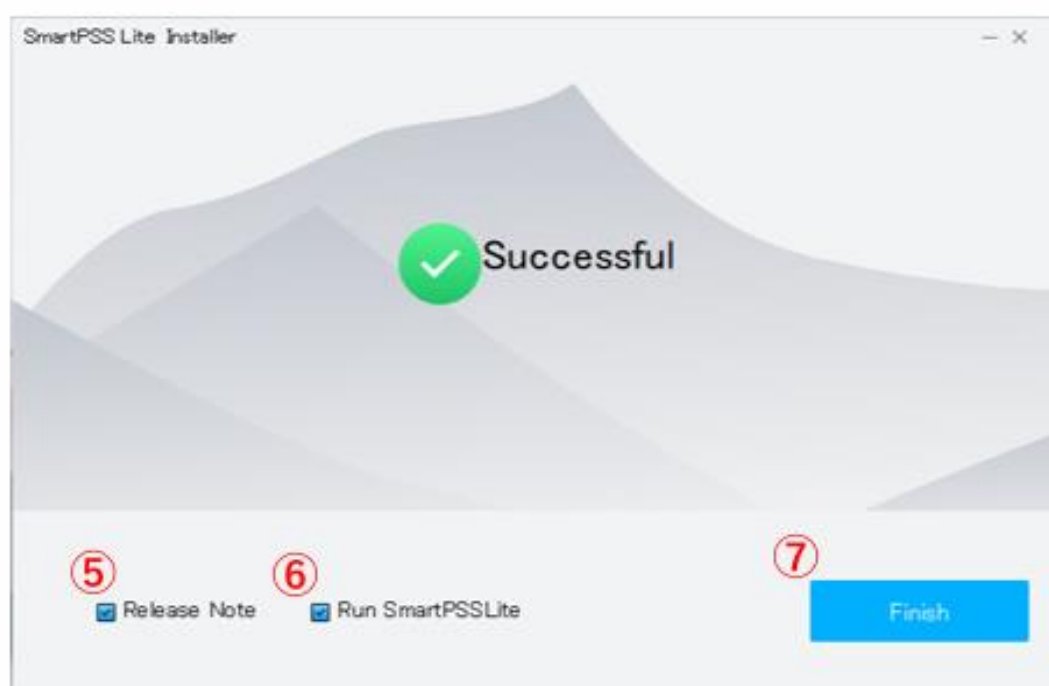 SmartPSS Lite Installer
Successful
⑤ ⑥ ⑦
Release Note Run SmartPSSLite Finish